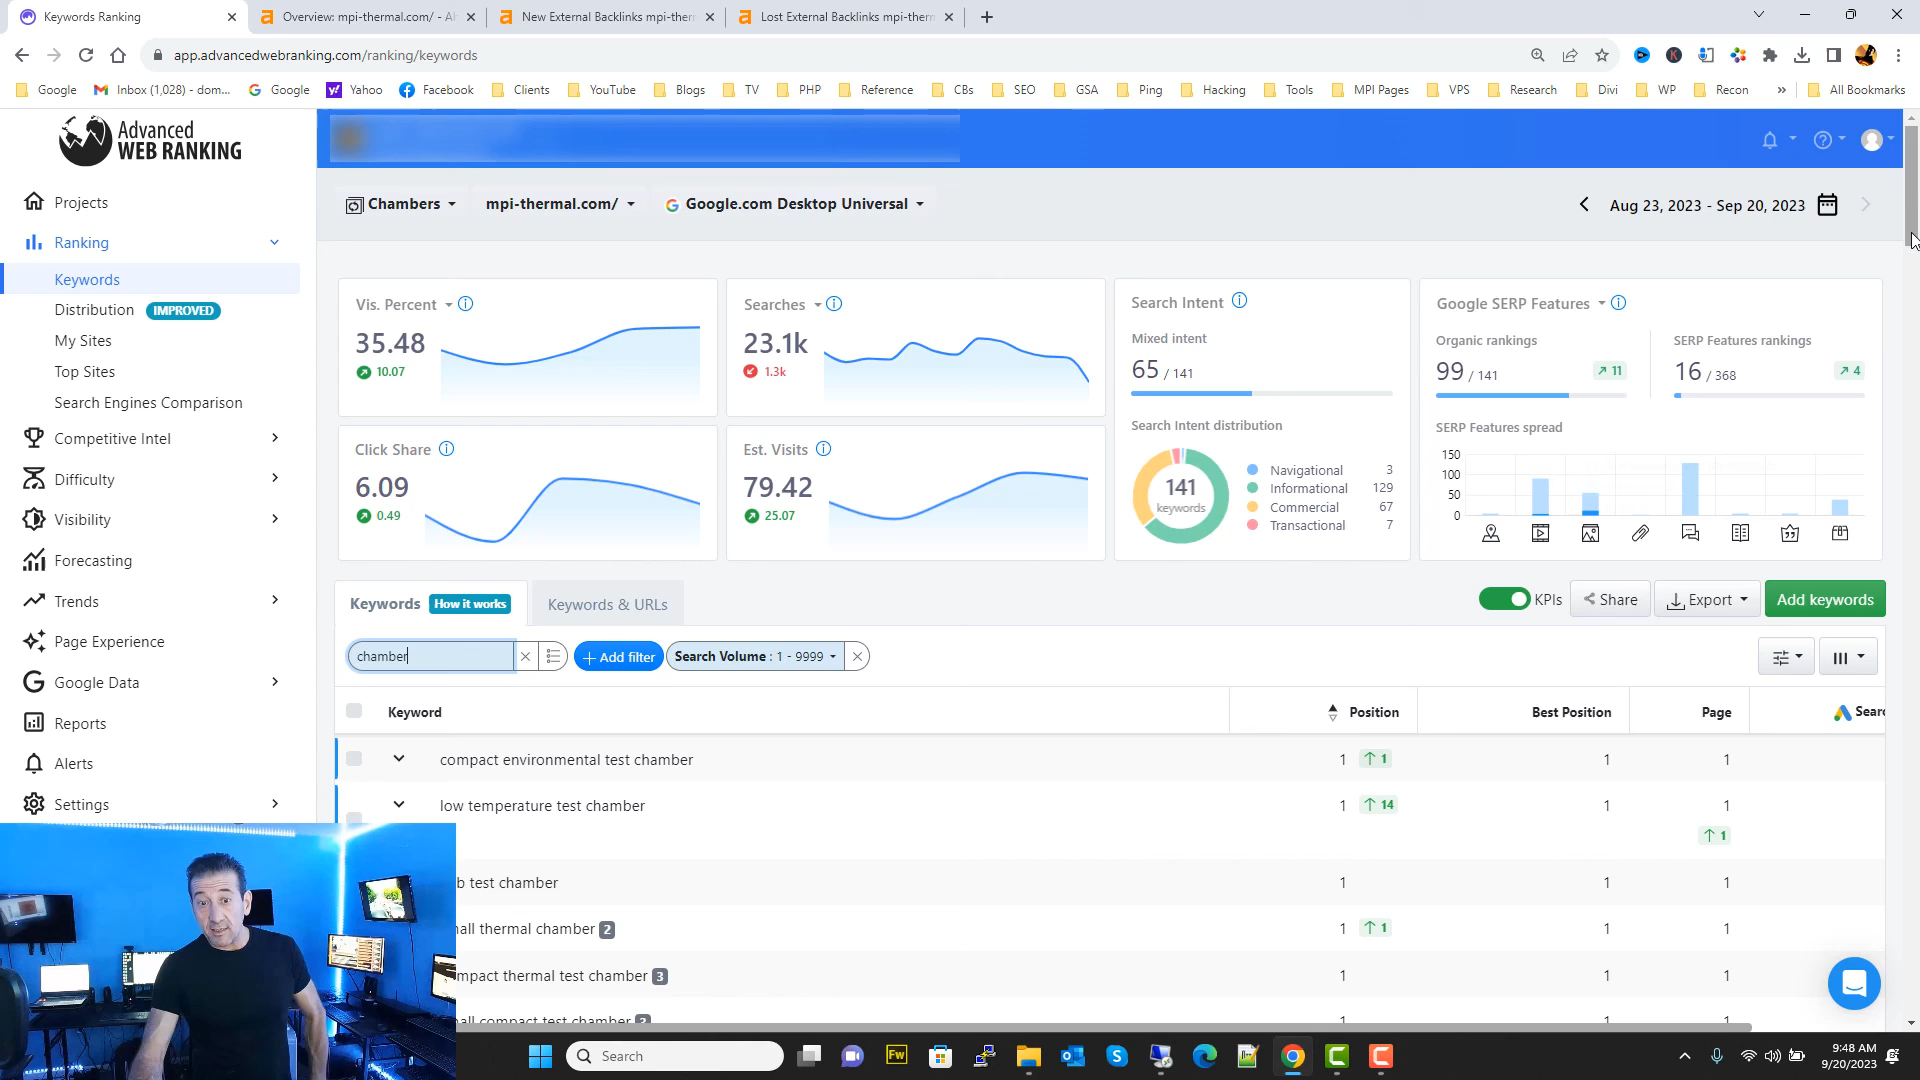 Keywords Ranking
Overview: mpi-thermal.com/ - Ah
New External Backlinks mpi-ther
Lost External Backlinks mpi-therm
app.advancedwebranking.com/ranking/keywords
Google
Inbox (1,028) - dom...
Google
Yahoo
Facebook
Clients
YouTube
Blogs
TV
PHP
Reference
CBs
SEO
GSA
Ping
Hacking
Tools
MPI Pages
VPS
Research
Divi
WP
Recon
All Bookmarks
Advanced
WEB RANKING
Projects
Ranking
Keywords
Distribution IMPROVED
My Sites
Top Sites
Search Engines Comparison
Competitive Intel
Difficulty
Visibility
Forecasting
Trends
Page Experience
Google Data
Reports
Alerts
Settings
Chambers
mpi-thermal.com/
Google.com Desktop Universal
Aug 23, 2023 - Sep 20, 2023
Vis. Percent
35.48
10.07
Searches
23.1k
1.3k
Click Share
6.09
0.49
Est. Visits
79.42
25.07
Search Intent
Mixed intent
65 / 141
Search Intent distribution
141
keywords
Navigational 3
Informational 129
Commercial 67
Transactional 7
Google SERP Features
Organic rankings
99 / 141
11
SERP Features rankings
16 / 368
4
SERP Features spread
150
100
50
0
Keywords How it works
Keywords & URLs
KPIs
Share
Export
Add keywords
chamber
+ Add filter
Search Volume : 1 - 9999
Keyword Position Best Position Page Searc
compact environmental test chamber 1 ↑ 1 1 1
low temperature test chamber 1 ↑ 14 1 1
↑ 1
b test chamber 1 1 1
all thermal chamber 2 1 ↑ 1 1 1
mpact thermal test chamber 3 1 1 1
all compact test chamber 1 1 1
Fw
Search
9:48 AM
9/20/2023